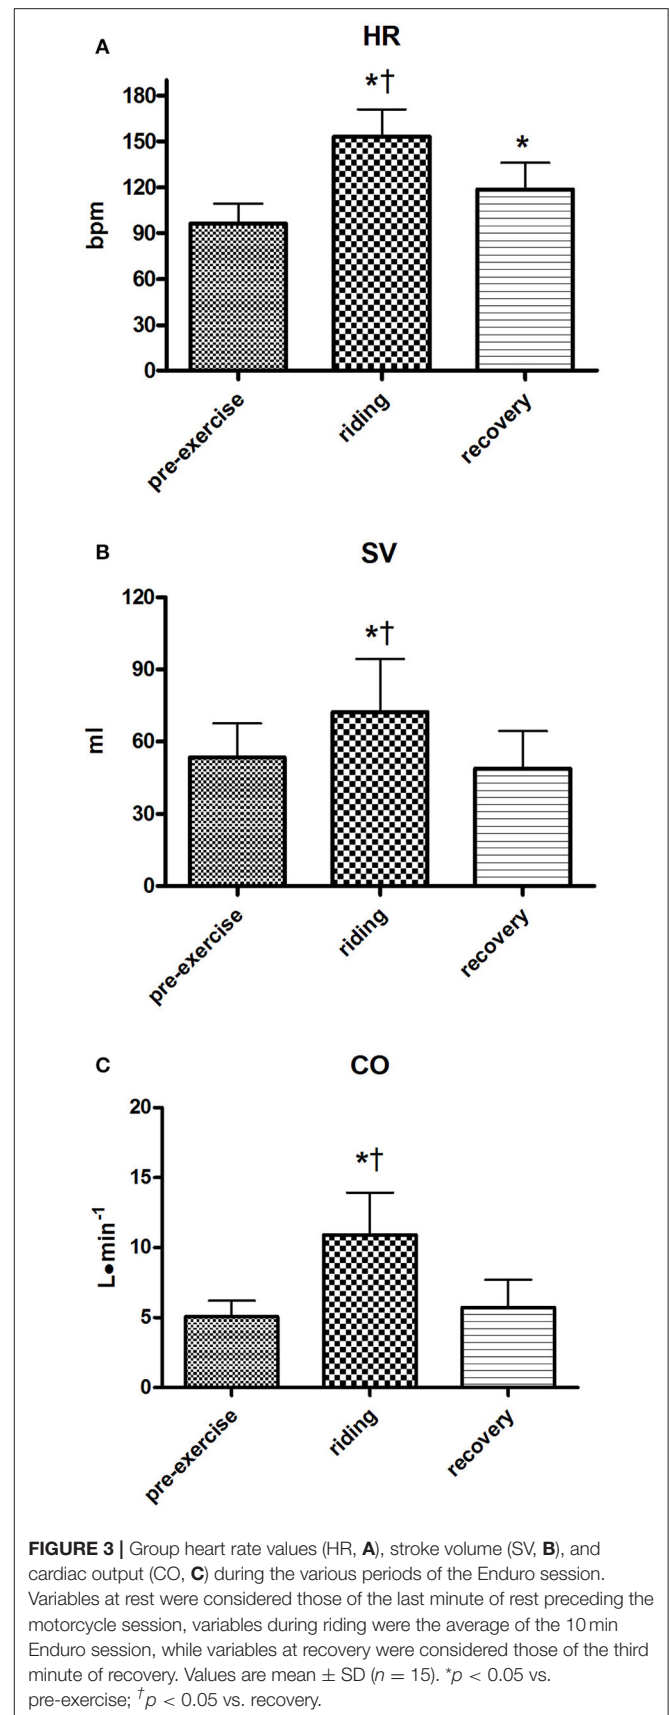 A
HR
*†
*
180
150
120
90
60
30
0
bpm
pre-exercise
riding
recovery
B
SV
*†
120
90
60
30
0
ml
pre-exercise
riding
recovery
C
CO
*†
20
15
10
5
0
L●min⁻¹
pre-exercise
riding
recovery
FIGURE 3 | Group heart rate values (HR, A), stroke volume (SV, B), and
cardiac output (CO, C) during the various periods of the Enduro session.
Variables at rest were considered those of the last minute of rest preceding the
motorcycle session, variables during riding were the average of the 10 min
Enduro session, while variables at recovery were considered those of the third
minute of recovery. Values are mean ± SD (n = 15). *p < 0.05 vs.
pre-exercise; †p < 0.05 vs. recovery.